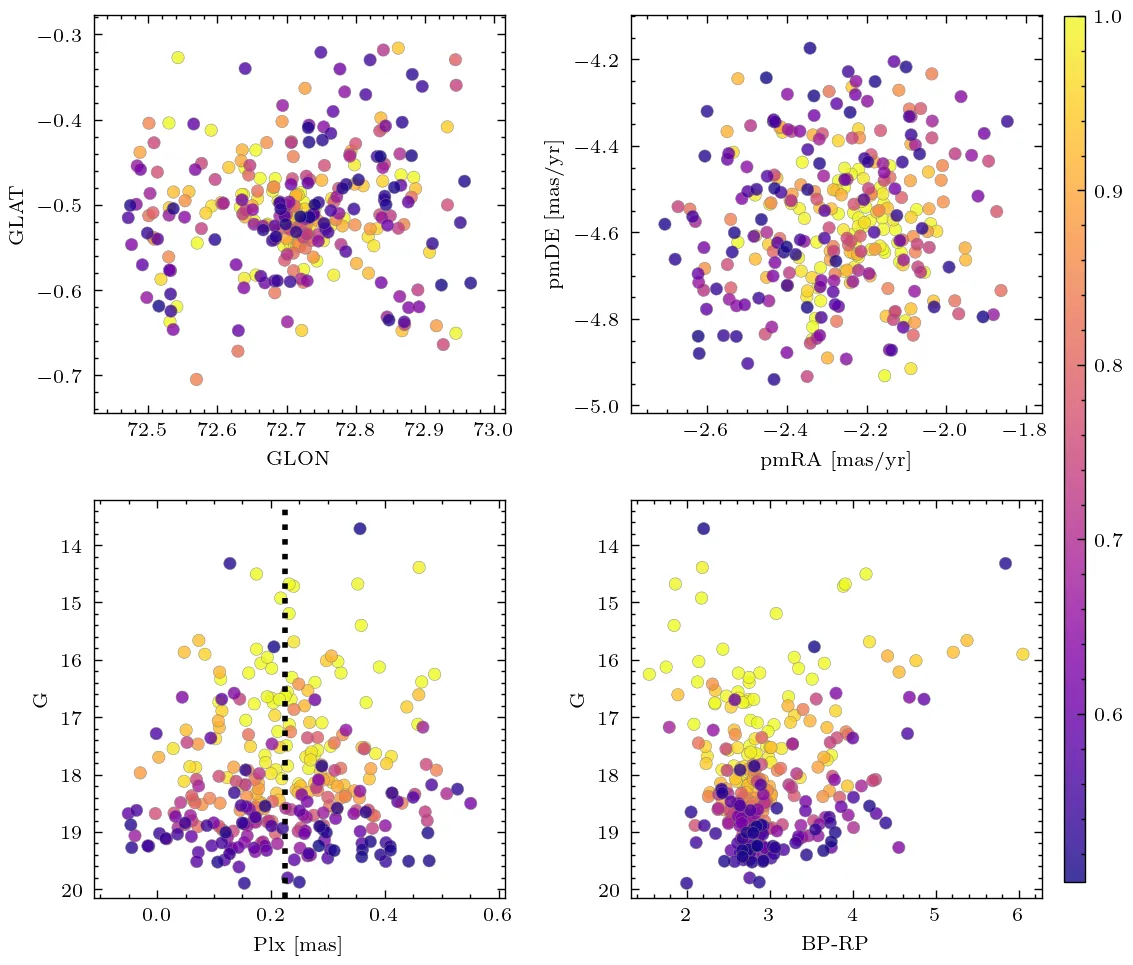 −0.3
−0.4
−0.5
−0.6
−0.7
GLAT
72.5 72.6 72.7 72.8 72.9 73.0
GLON
−4.2
−4.4
−4.6
−4.8
−5.0
pmDE [mas/yr]
−2.6 −2.4 −2.2 −2.0 −1.8
pmRA [mas/yr]
1.0
0.9
0.8
0.7
0.6
14
15
16
17
18
19
20
G
0.0 0.2 0.4 0.6
Plx [mas]
14
15
16
17
18
19
20
G
2 3 4 5 6
BP-RP